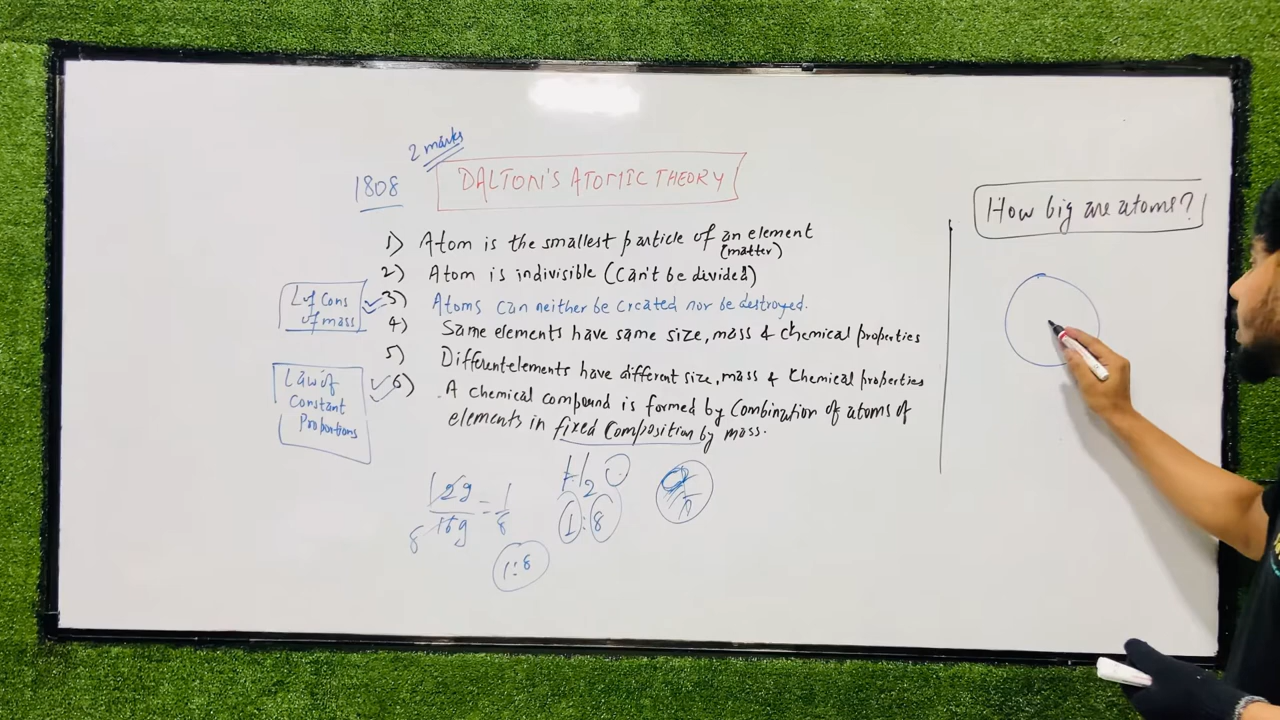 2 marks
1808
DALTON'S ATOMIC THEORY
1) Atom is the smallest particle of an element
(matter)
2) Atom is indivisible (Can't be divided)
3) Atoms can neither be created nor be destroyed.
4) Same elements have same size, mass & Chemical properties
5) Different elements have different size, mass & Chemical properties
6) A chemical compound is formed by Combination of atoms of
elements in fixed Composition by mass.
L of Cons
of mass
Law of
Constant
Proportions
12g
8 16g
= 1/8
1:8
H2O
1:8
How big are atoms?